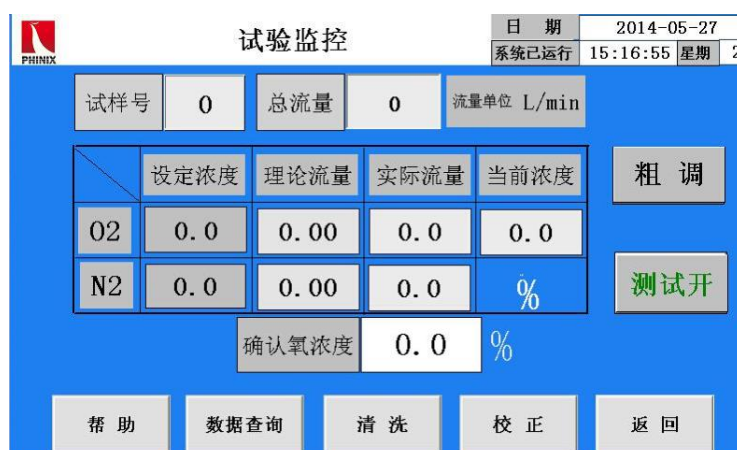 PHINIX
试验监控
日 期 2014-05-27
系统已运行 15:16:55 星期 2
试样号 0 总流量 0 流量单位 L/min
设定浓度 理论流量 实际流量 当前浓度 粗 调
O2 0.0 0.00 0.0 0.0
N2 0.0 0.00 0.0 % 测试开
确认氧浓度 0.0 %
帮 助 数据查询 清 洗 校 正 返 回